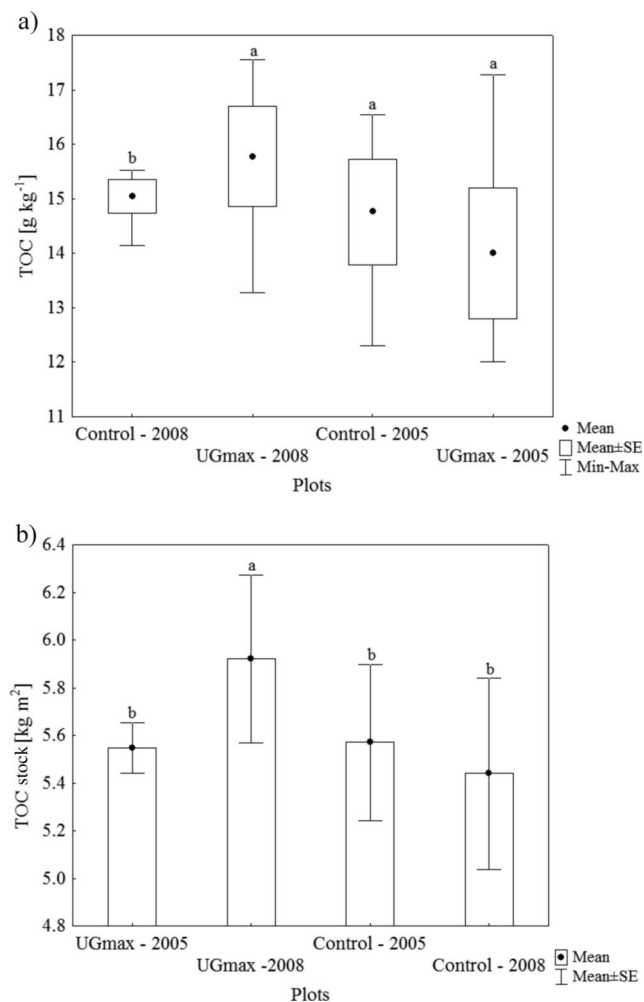 a)
18
17
16
15
14
13
12
11
TOC [g kg⁻¹]
b
a
a
a
Control - 2008
UGmax - 2008
Control - 2005
UGmax - 2005
Plots
Mean
Mean±SE
Min-Max
b)
6.4
6.2
6.0
5.8
5.6
5.4
5.2
5.0
4.8
TOC stock [kg m²]
b
a
b
b
UGmax - 2005
UGmax -2008
Control - 2005
Control - 2008
Plots
Mean
Mean±SE